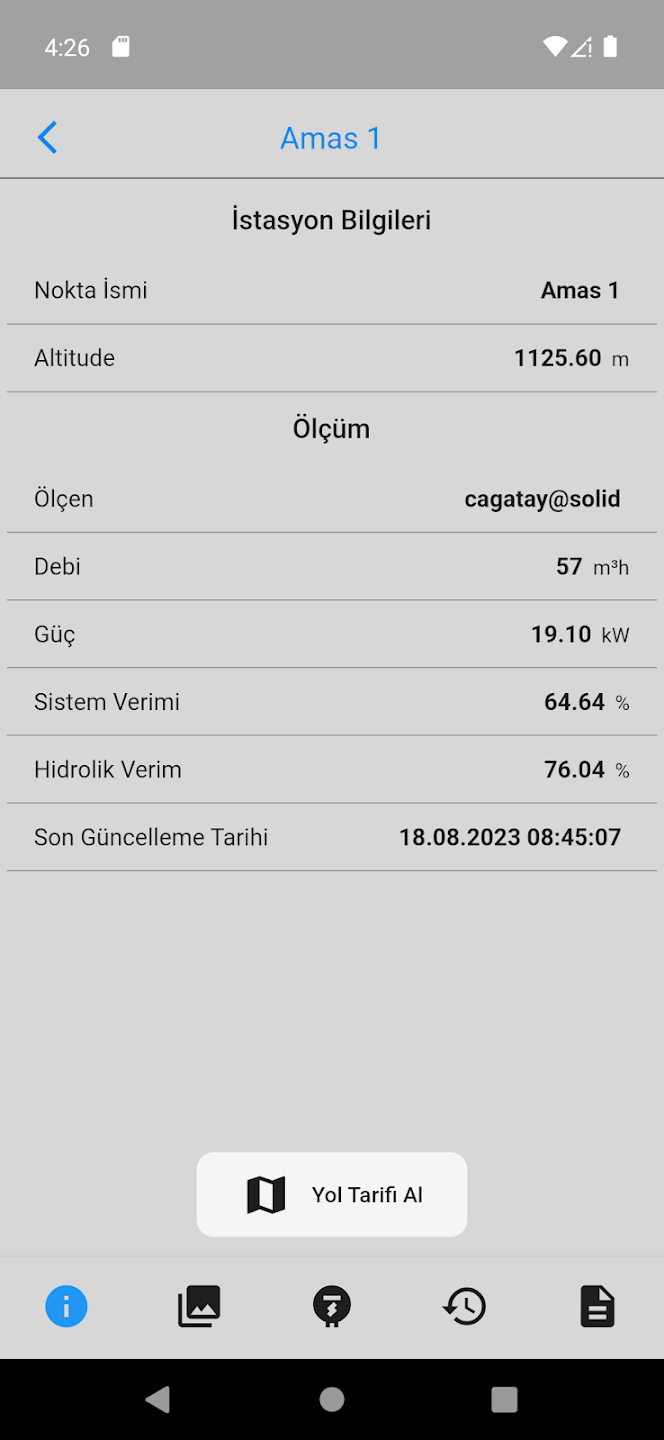 4:26
Amas 1
İstasyon Bilgileri
Nokta İsmi Amas 1
Altitude 1125.60 m
Ölçüm
Ölçen cagatay@solid
Debi 57 m³h
Güç 19.10 kW
Sistem Verimi 64.64 %
Hidrolik Verim 76.04 %
Son Güncelleme Tarihi 18.08.2023 08:45:07
Yol Tarifi Al